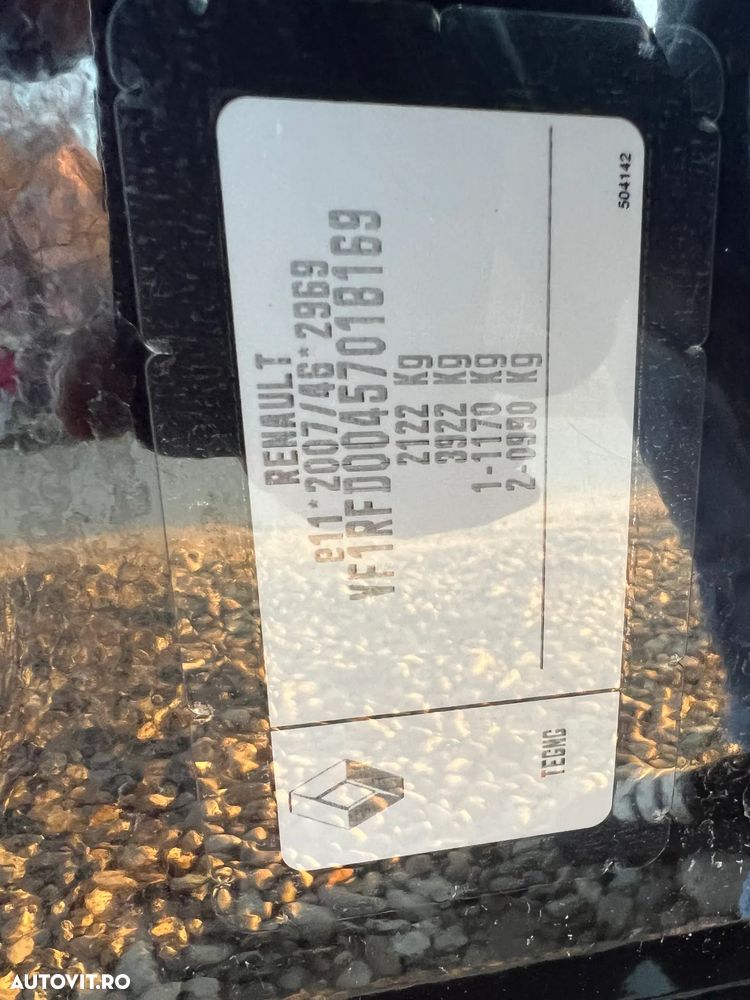 RENAULT
e11*2007/46*2969
VF1RFD00457018169
2122 Kg
3922 Kg
1-1170 Kg
2-0990 Kg
504142
AUTOVIT.RO